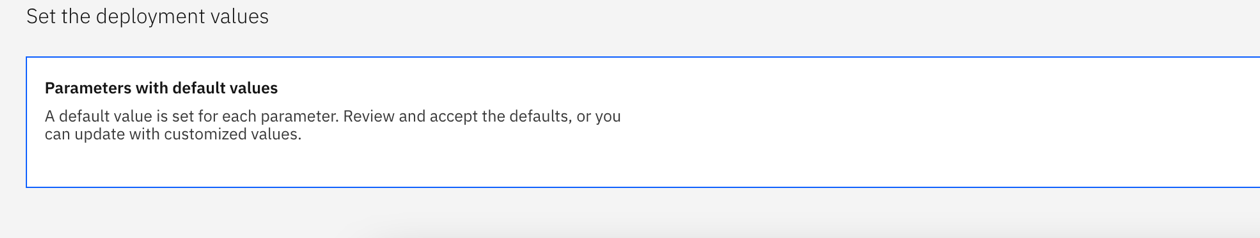 Set the deployment values
Parameters with default values
A default value is set for each parameter. Review and accept the defaults, or you
can update with customized values.